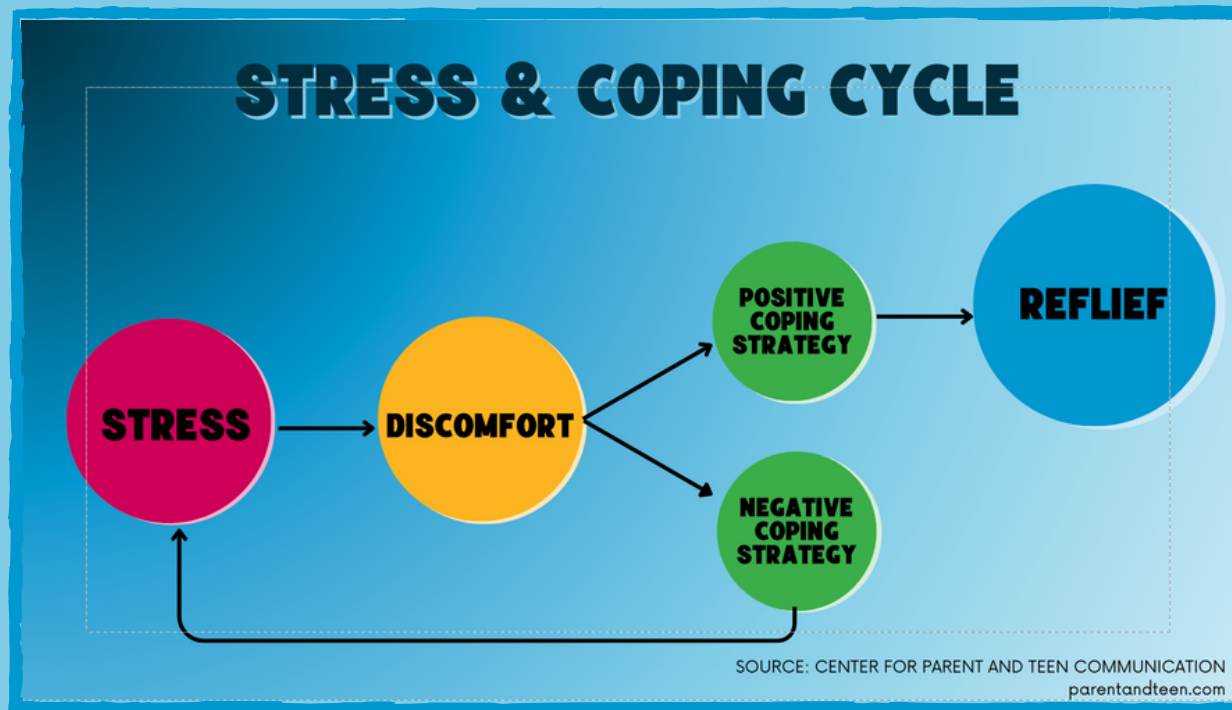 STRESS & COPING CYCLE
STRESS
DISCOMFORT
POSITIVE
COPING
STRATEGY
REFLIEF
NEGATIVE
COPING
STRATEGY
SOURCE: CENTER FOR PARENT AND TEEN COMMUNICATION
parentandteen.com